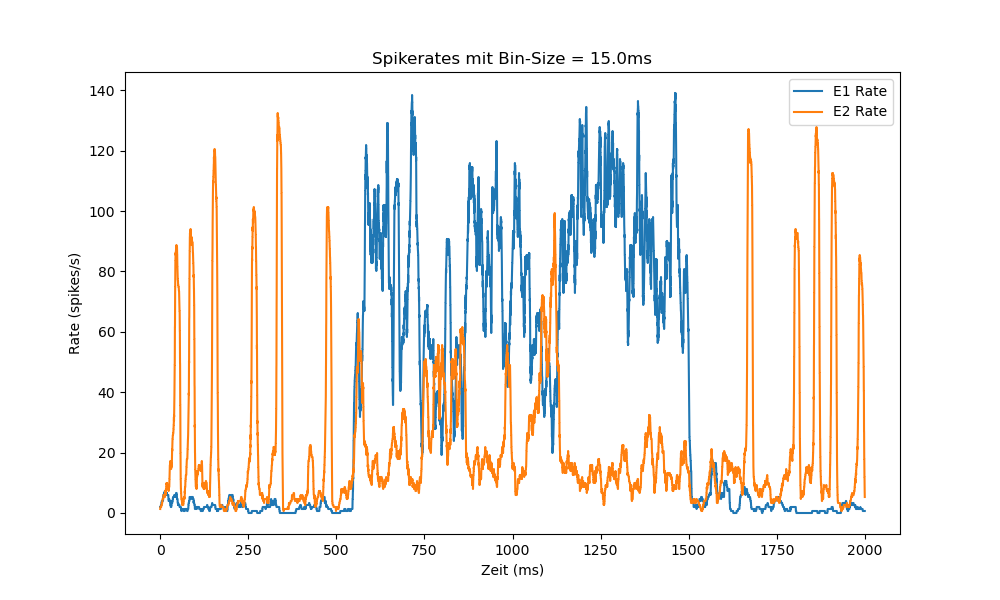 Spikerates mit Bin-Size = 15.0ms
E1 Rate
E2 Rate
Rate (spikes/s)
140
120
100
80
60
40
20
0
0 250 500 750 1000 1250 1500 1750 2000
Zeit (ms)